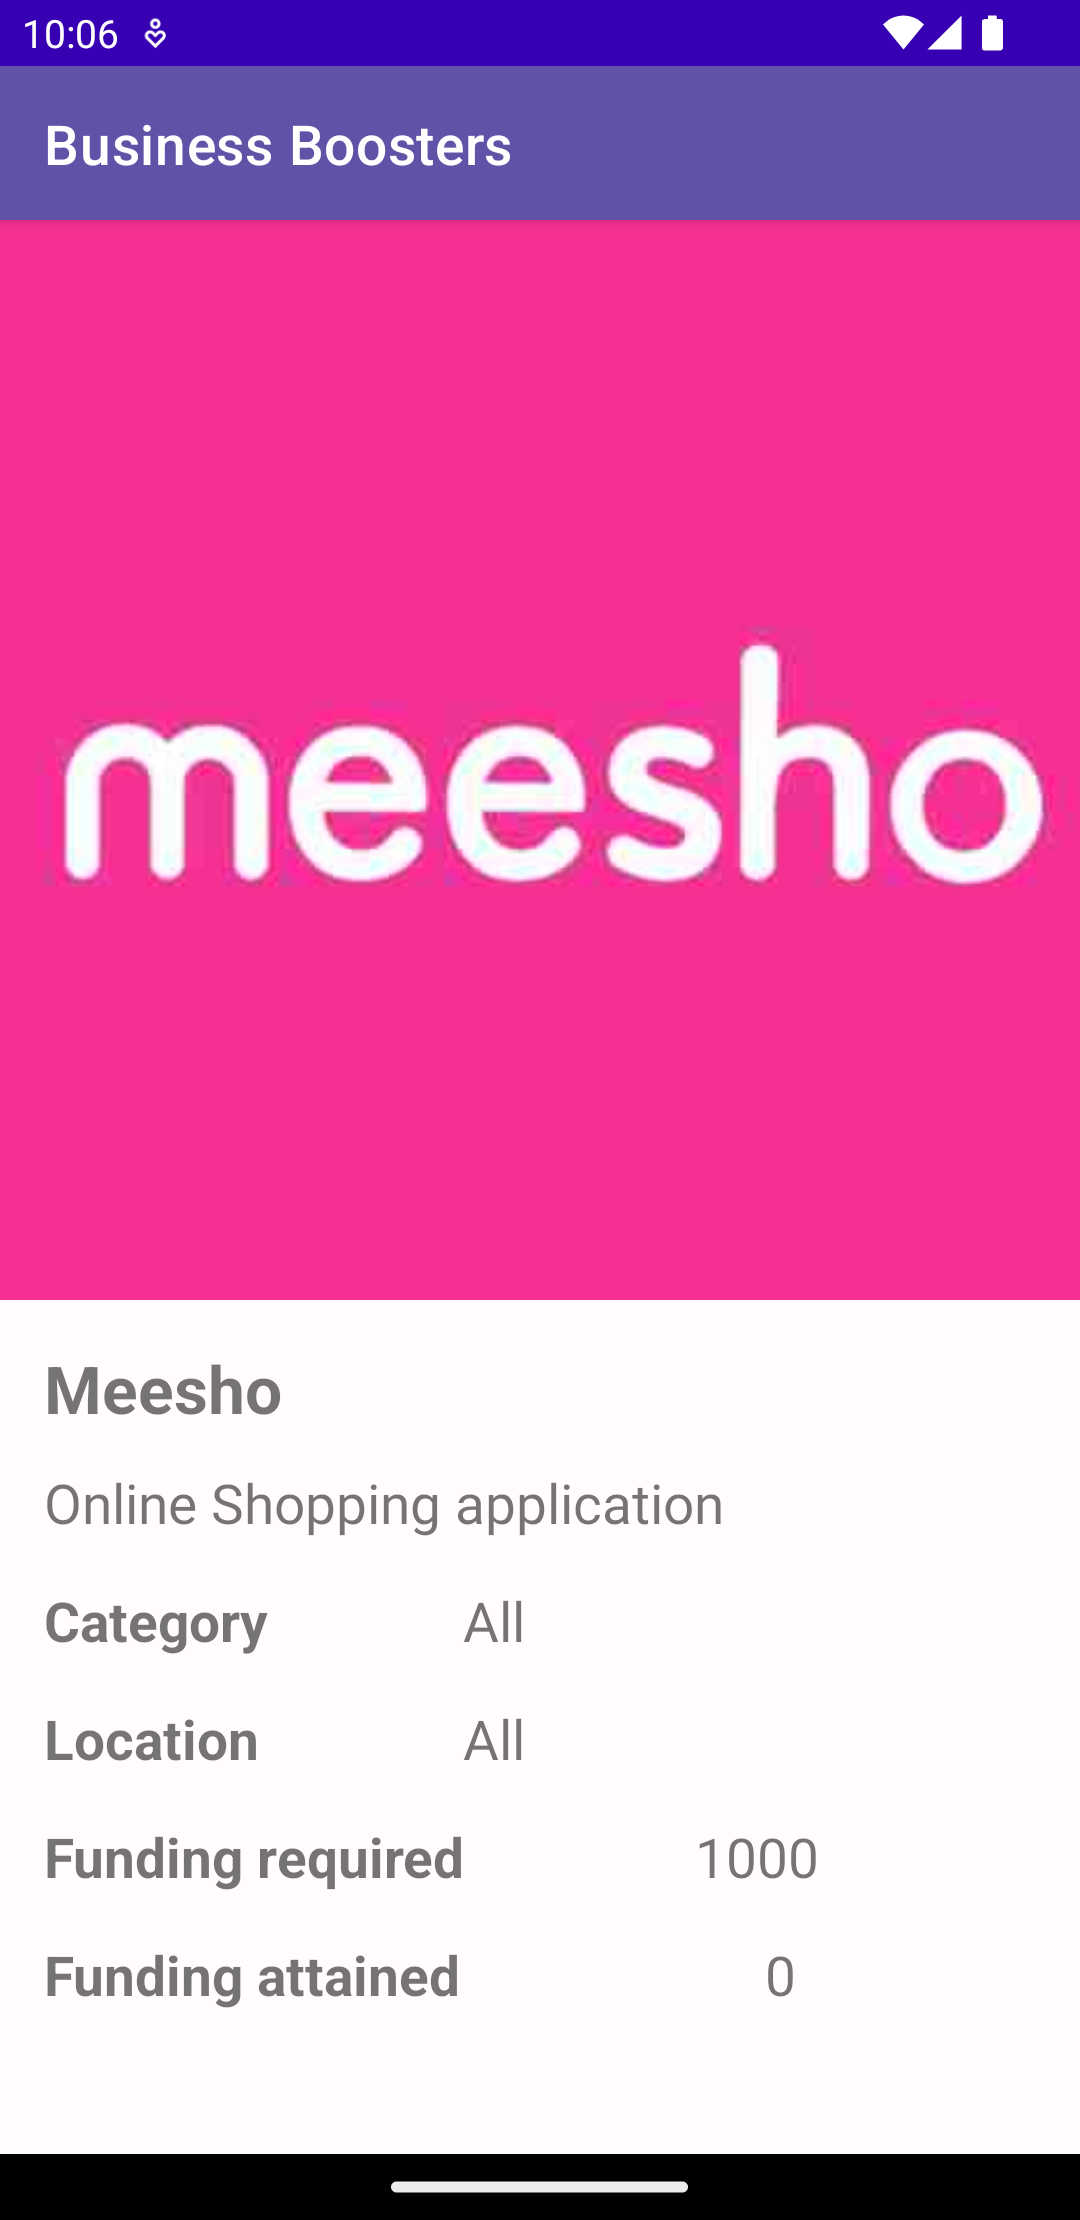 10:06
Business Boosters
meesho
Meesho
Online Shopping application
Category All
Location All
Funding required 1000
Funding attained 0